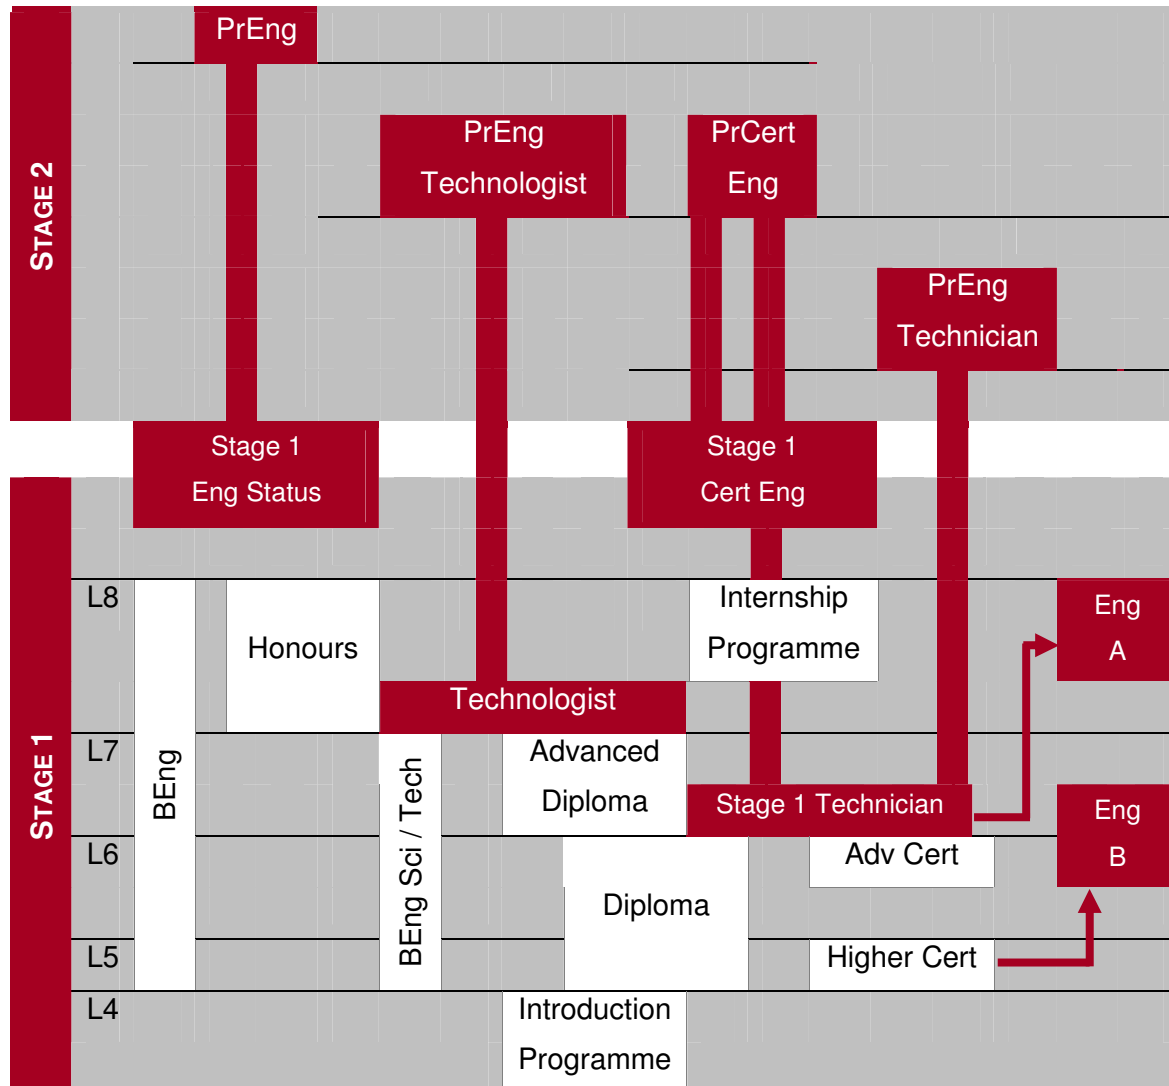 PrEng
PrEng
Technologist
PrCert
Eng
PrEng
Technician
STAGE 2
Stage 1
Eng Status
Stage 1
Cert Eng
STAGE 1
L8
Honours
Internship
Programme
Eng
A
Technologist
L7
BEng
BEng Sci / Tech
Advanced
Diploma
Stage 1 Technician
Eng
B
L6
Diploma
Adv Cert
L5
Higher Cert
L4
Introduction
Programme